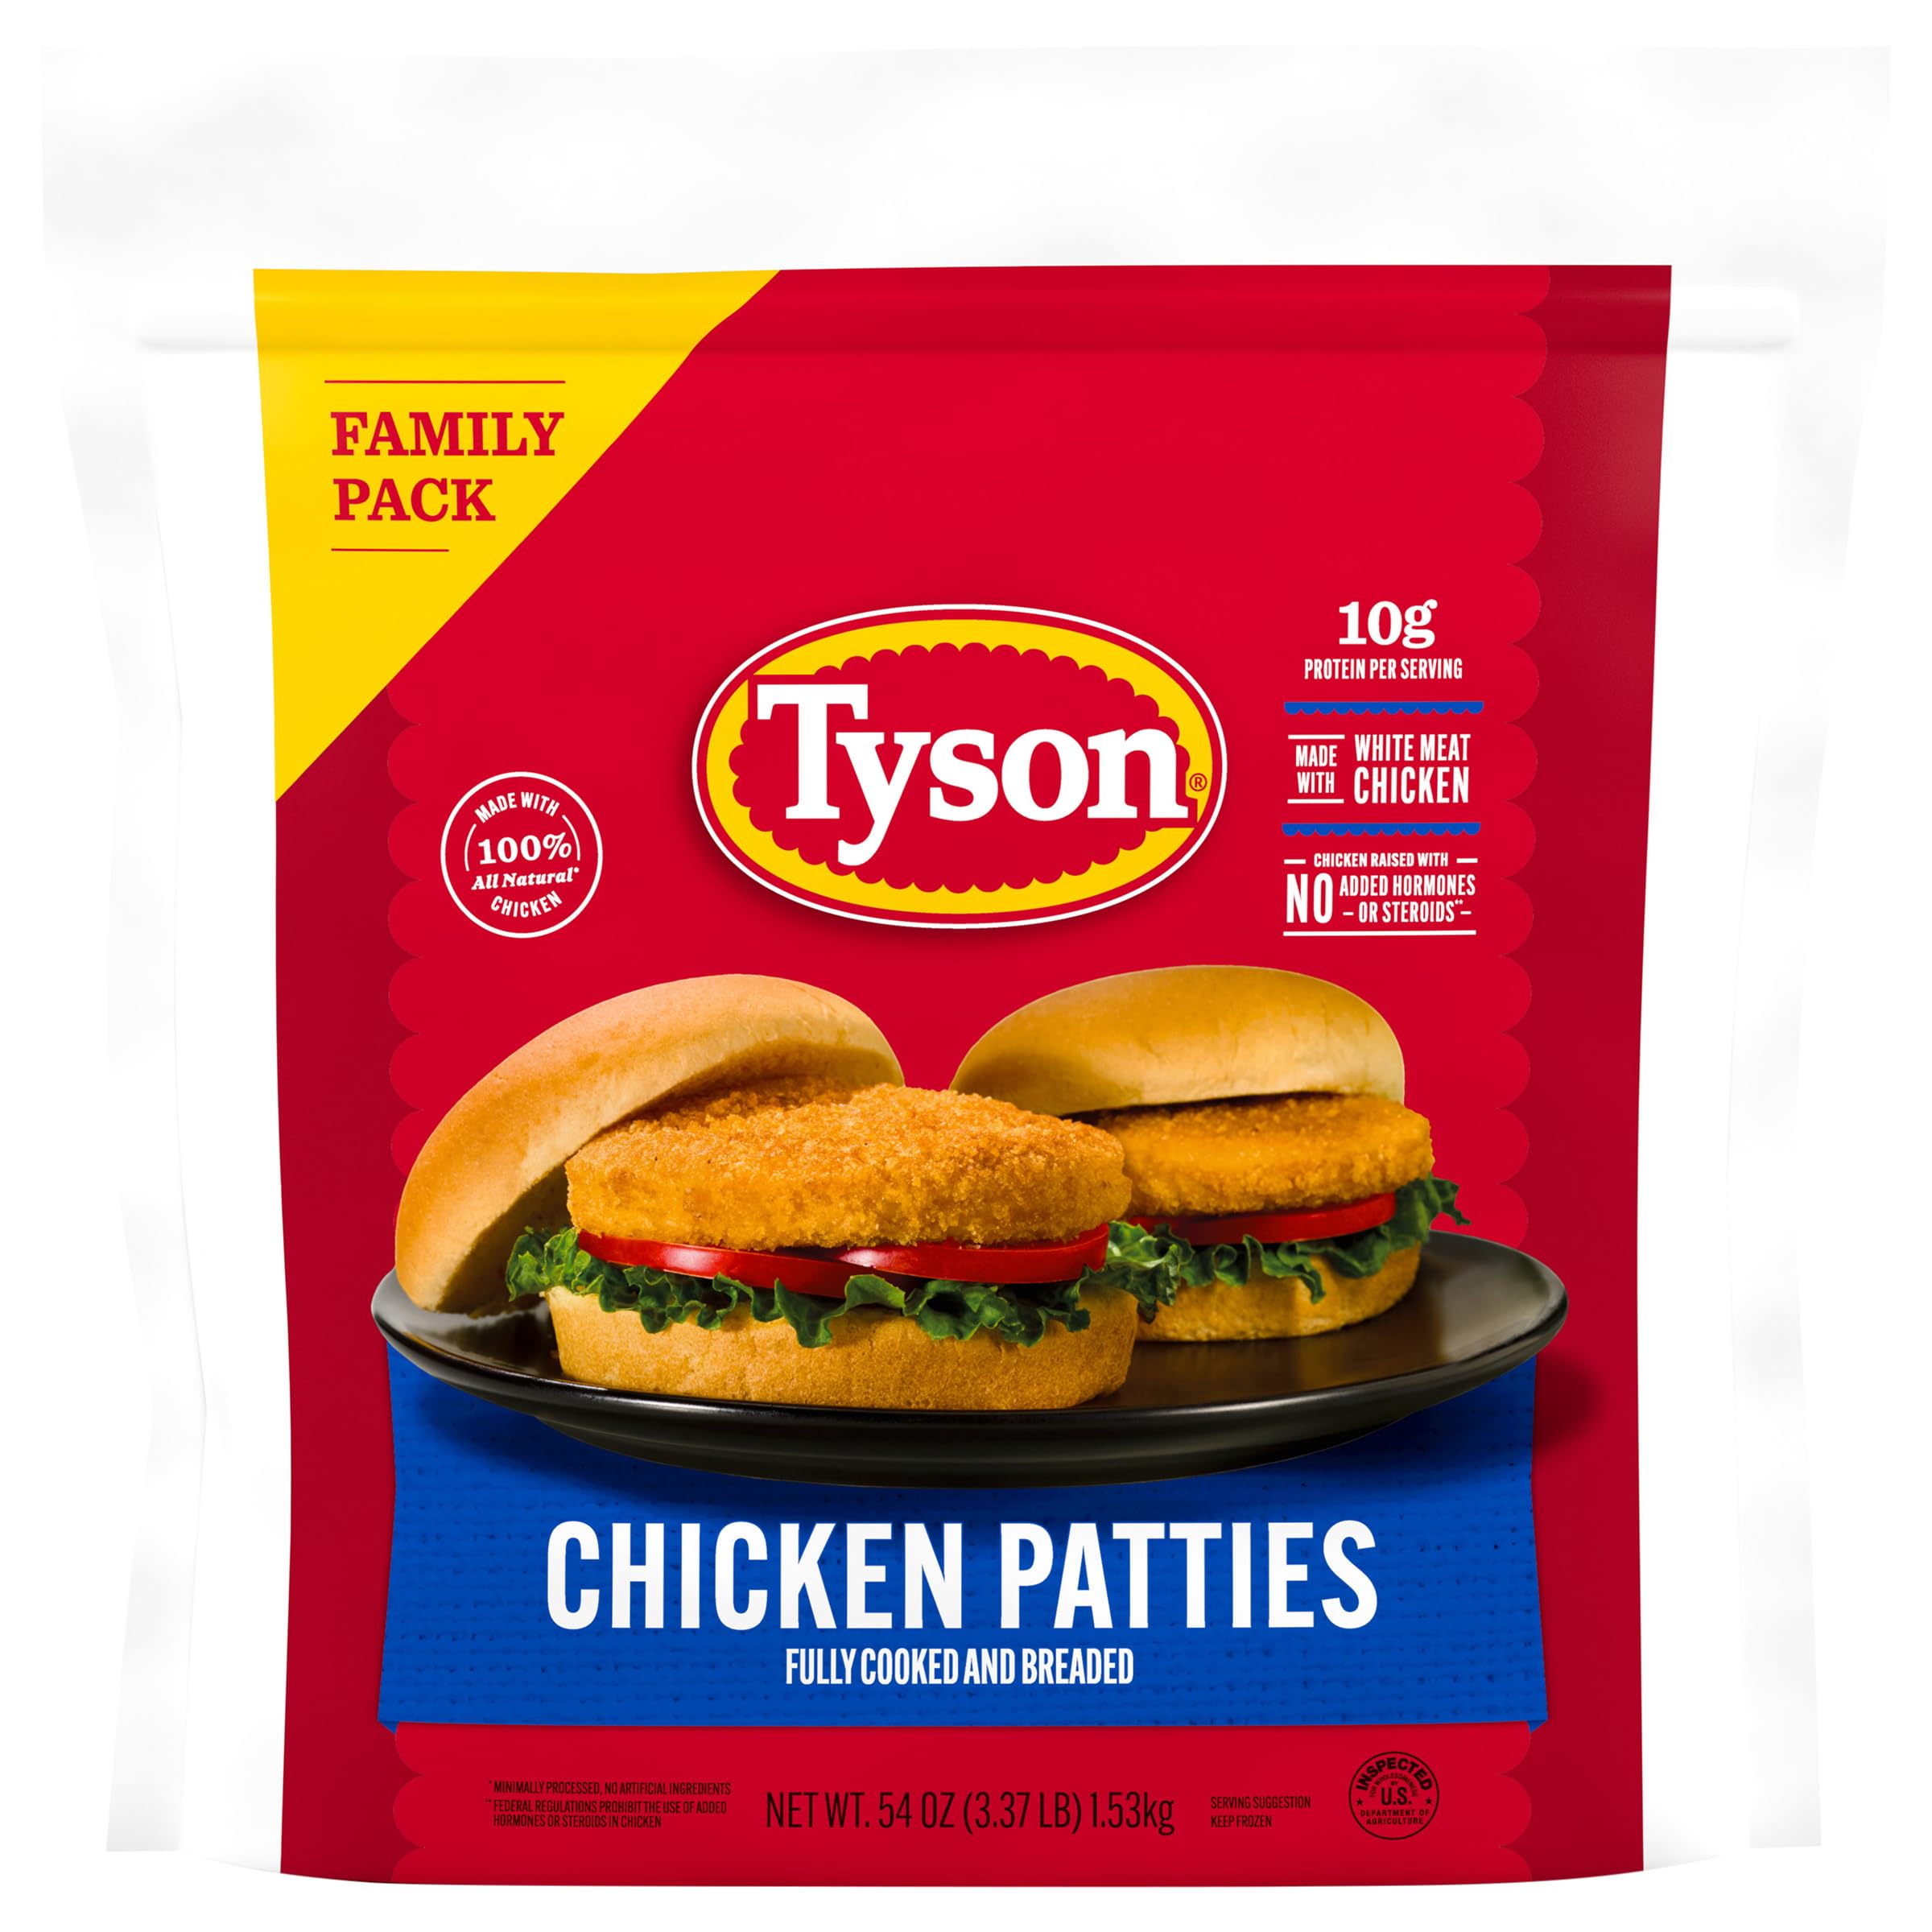 FAMILY
PACK
Tyson®
10g
PROTEIN PER SERVING
MADE WITH
WHITE MEAT
CHICKEN
CHICKEN RAISED WITH
NO ADDED HORMONES
- OR STEROIDS**-
MADE WITH
100%
All Natural*
CHICKEN
CHICKEN PATTIES
FULLY COOKED AND BREADED
*MINIMALLY PROCESSED, NO ARTIFICIAL INGREDIENTS
**FEDERAL REGULATIONS PROHIBIT THE USE OF ADDED
HORMONES OR STEROIDS IN CHICKEN
NET WT. 54 OZ (3.37 LB) 1.53kg
SERVING SUGGESTION
KEEP FROZEN
INSPECTED
FOR WHOLESOMENESS
BY
U.S.
DEPARTMENT OF
AGRICULTURE